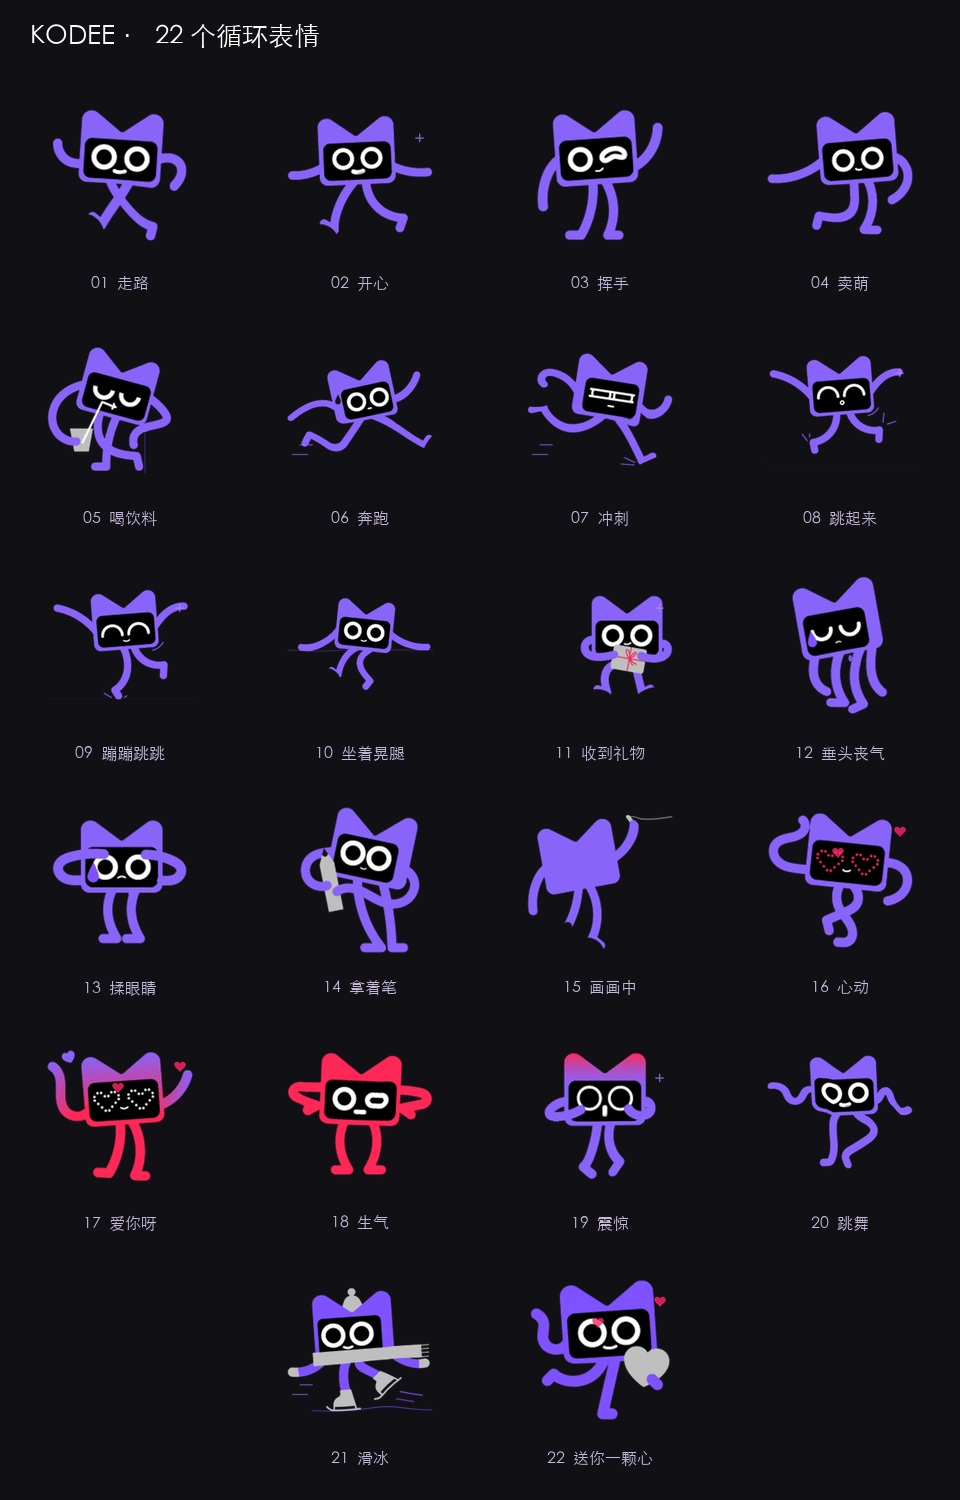 KODEE · 22 个循环表情
01 走路
02 开心
03 挥手
04 卖萌
05 喝饮料
06 奔跑
07 冲刺
08 跳起来
09 蹦蹦跳跳
10 坐着晃腿
11 收到礼物
12 垂头丧气
13 揉眼睛
14 拿着笔
15 画画中
16 心动
17 爱你呀
18 生气
19 震惊
20 跳舞
21 滑冰
22 送你一颗心